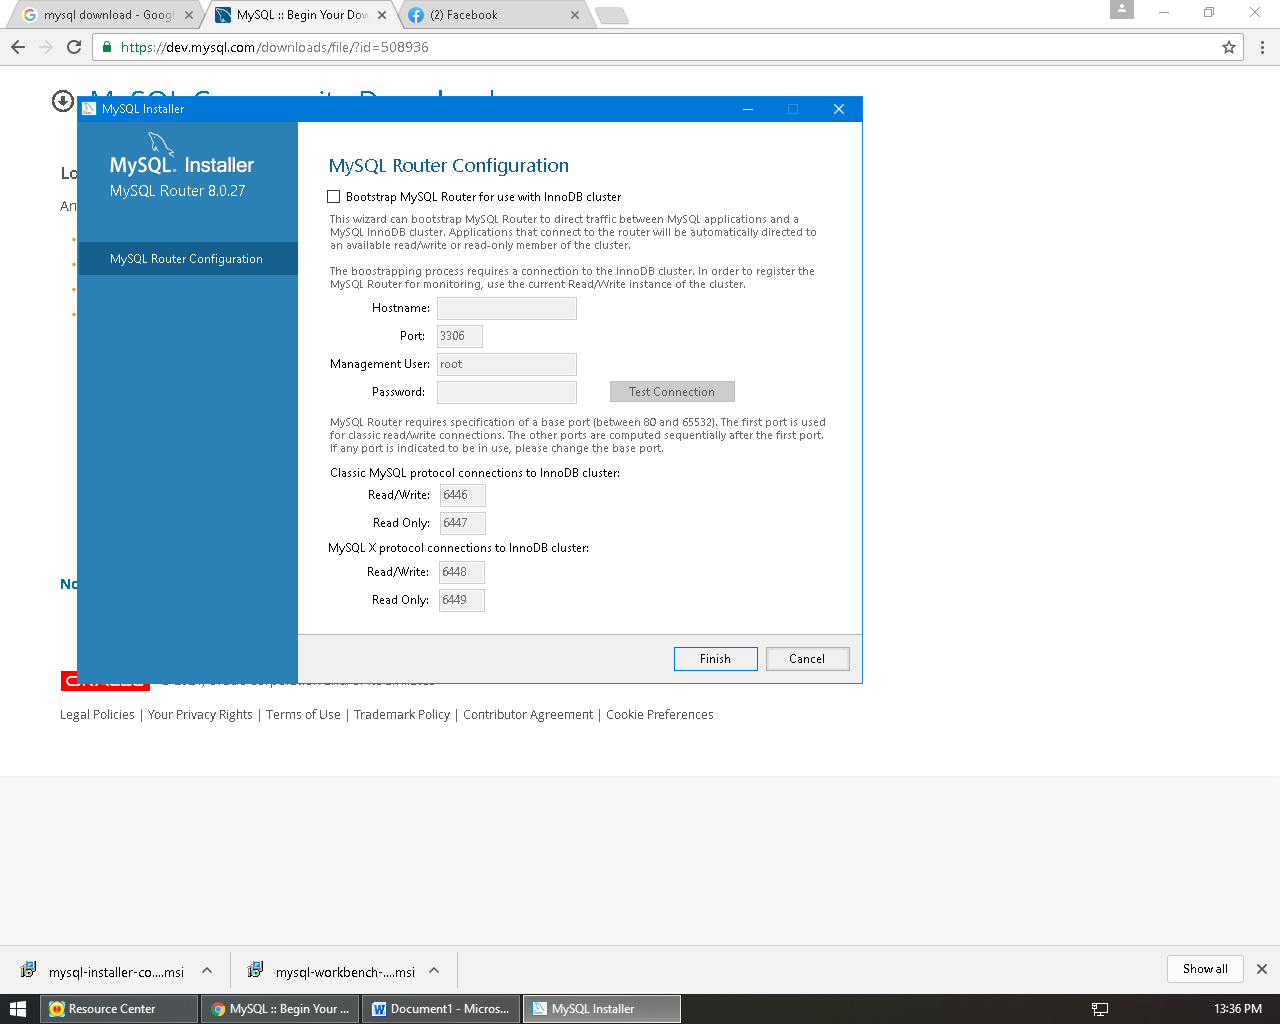 mysql download - Googl
MySQL :: Begin Your Dow
(2) Facebook
https://dev.mysql.com/downloads/file/?id=508936
MySQL Installer
MySQL Installer
MySQL Router 8.0.27
MySQL Router Configuration
MySQL Router Configuration
Bootstrap MySQL Router for use with InnoDB cluster
This wizard can bootstrap MySQL Router to direct traffic between MySQL applications and a
MySQL InnoDB cluster. Applications that connect to the router will be automatically directed to
an available read/write or read-only member of the cluster.
The boostrapping process requires a connection to the InnoDB cluster. In order to register the
MySQL Router for monitoring, use the current Read/Write instance of the cluster.
Hostname:
Port: 3306
Management User: root
Password: Test Connection
MySQL Router requires specification of a base port (between 80 and 65532). The first port is used
for classic read/write connections. The other ports are computed sequentially after the first port.
If any port is indicated to be in use, please change the base port.
Classic MySQL protocol connections to InnoDB cluster:
Read/Write: 6446
Read Only: 6447
MySQL X protocol connections to InnoDB cluster:
Read/Write: 6448
Read Only: 6449
Finish Cancel
Lo
An
No
Legal Policies | Your Privacy Rights | Terms of Use | Trademark Policy | Contributor Agreement | Cookie Preferences
mysql-installer-co....msi
mysql-workbench-....msi
Show all
Resource Center
MySQL :: Begin Your ...
Document1 - Micros...
MySQL Installer
13:36 PM